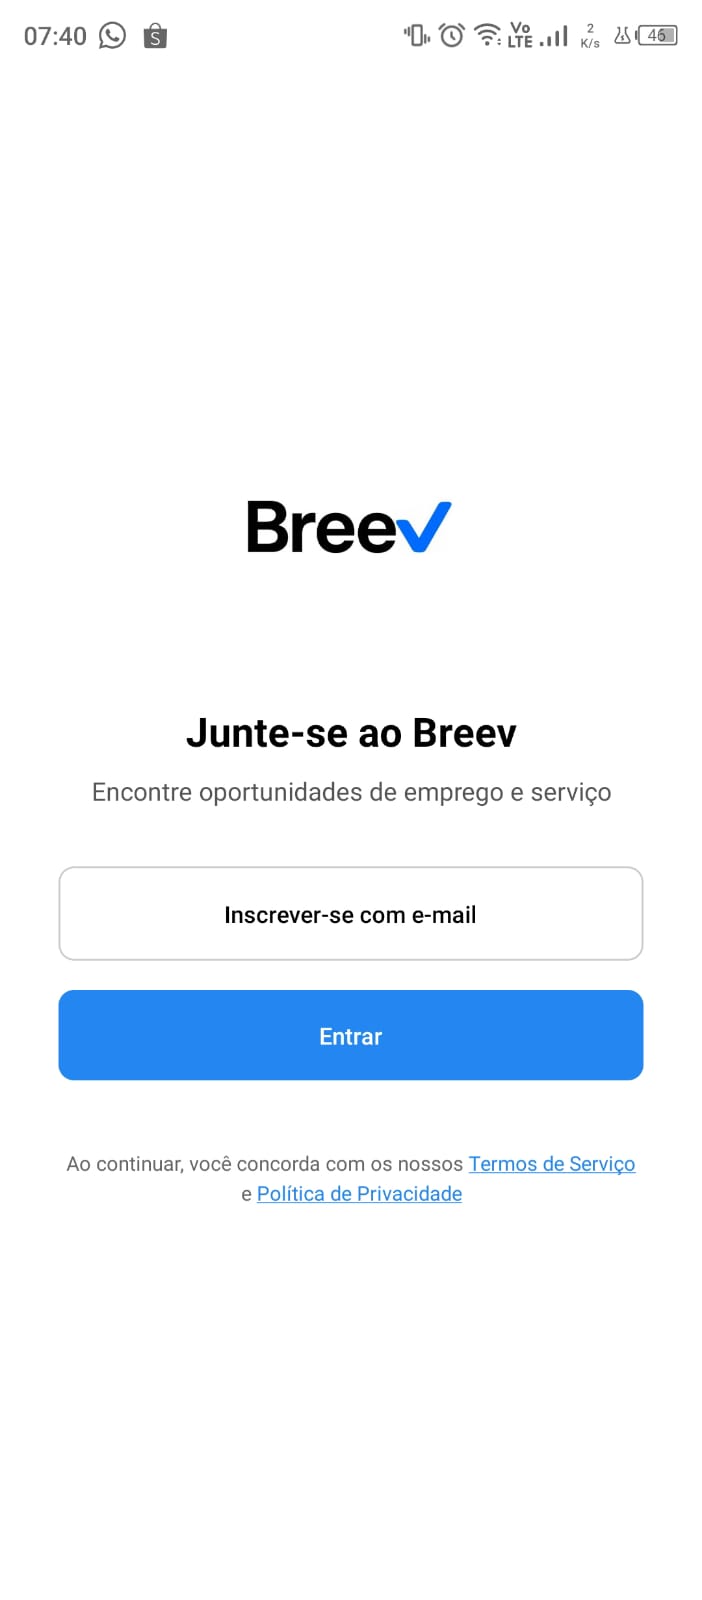 07:40
Vo
LTE
2
K/s
46
Breev
Junte-se ao Breev
Encontre oportunidades de emprego e serviço
Inscrever-se com e-mail
Entrar
Ao continuar, você concorda com os nossos Termos de Serviço
e Política de Privacidade